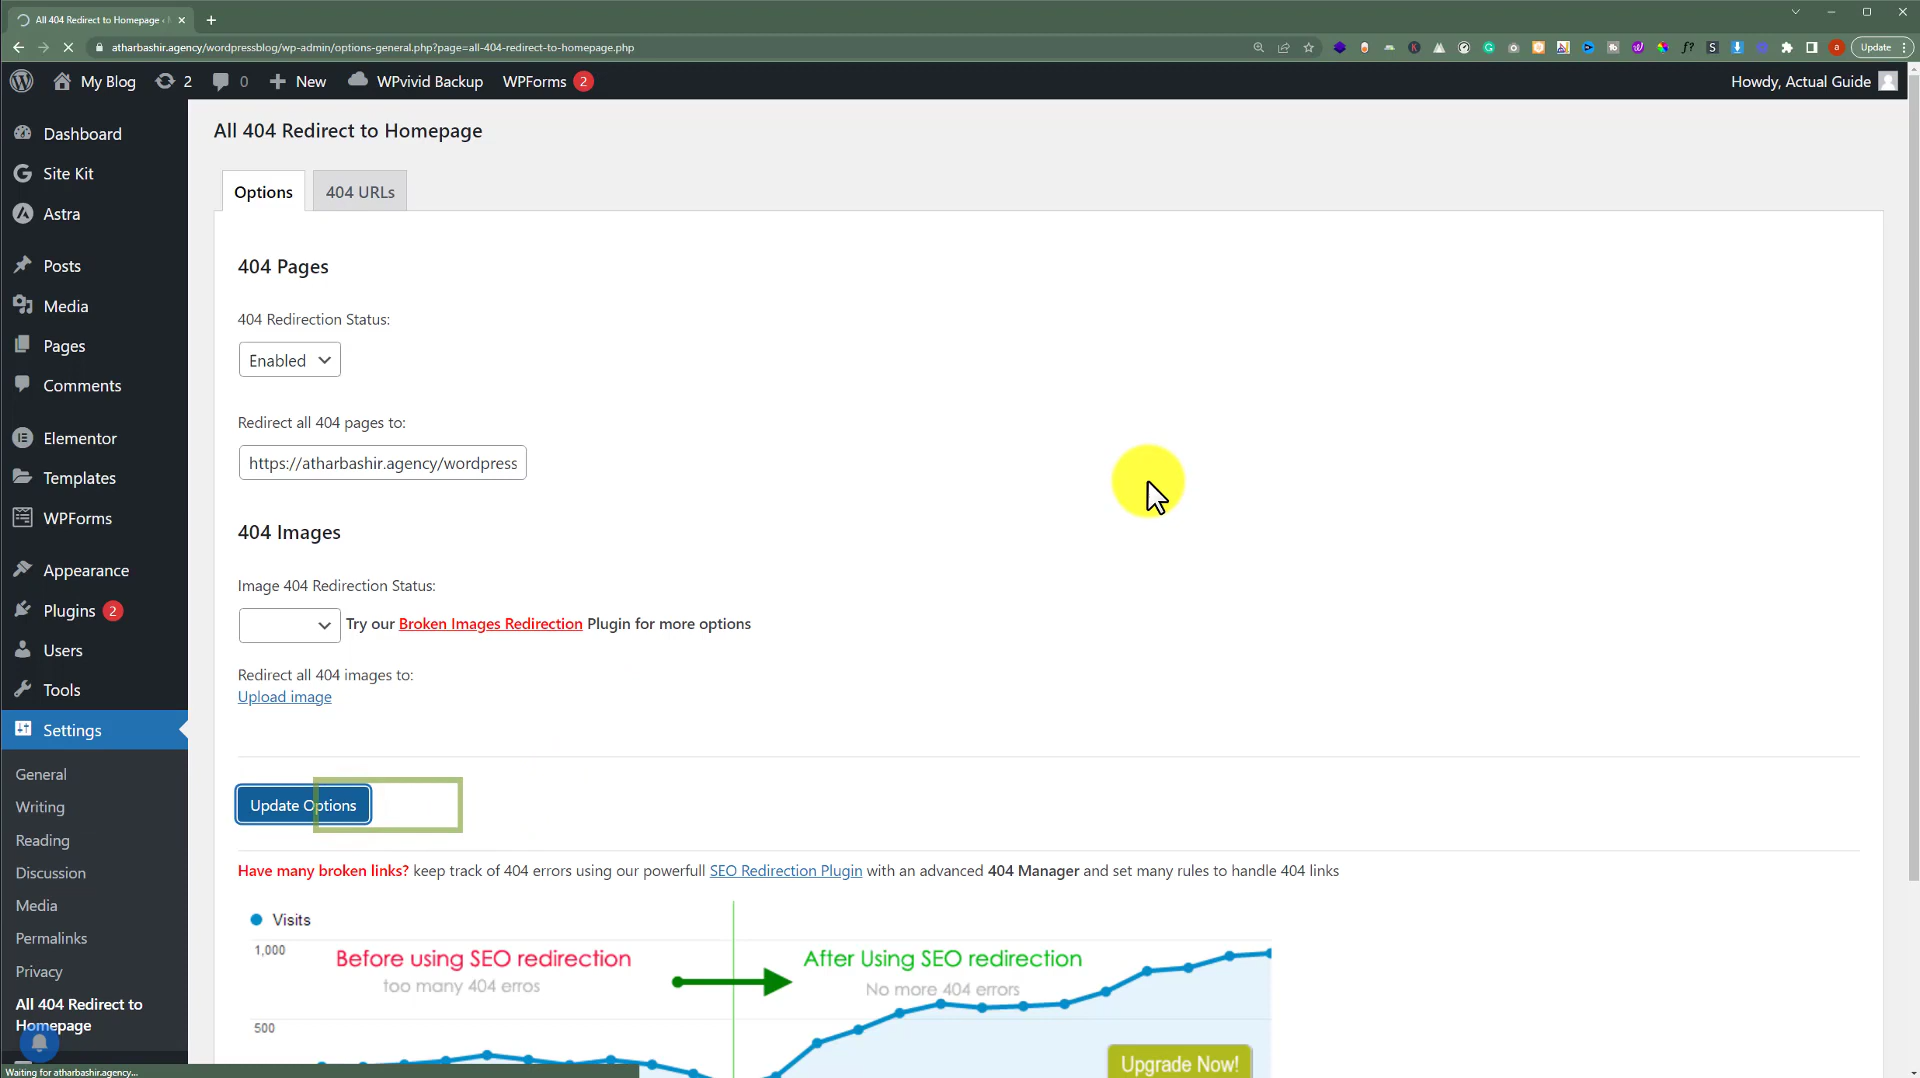 All 404 Redirect to Homepage
atharbashir.agency/wordpressblog/wp-admin/options-general.php?page=all-404-redirect-to-homepage.php
Update
My Blog 2 0 New WPvivid Backup WPForms 2 Howdy, Actual Guide
Dashboard
Site Kit
Astra
Posts
Media
Pages
Comments
Elementor
Templates
WPForms
Appearance
Plugins 2
Users
Tools
Settings
General
Writing
Reading
Discussion
Media
Permalinks
Privacy
All 404 Redirect to
Homepage
All 404 Redirect to Homepage
Options 404 URLs
404 Pages
404 Redirection Status:
Enabled
Redirect all 404 pages to:
https://atharbashir.agency/wordpress
404 Images
Image 404 Redirection Status:
Try our Broken Images Redirection Plugin for more options
Redirect all 404 images to:
Upload image
Update Options
Have many broken links? keep track of 404 errors using our powerfull SEO Redirection Plugin with an advanced 404 Manager and set many rules to handle 404 links
Visits
1,000
Before using SEO redirection
too many 404 erros
After Using SEO redirection
No more 404 errors
500
Upgrade Now!
Waiting for atharbashir.agency...